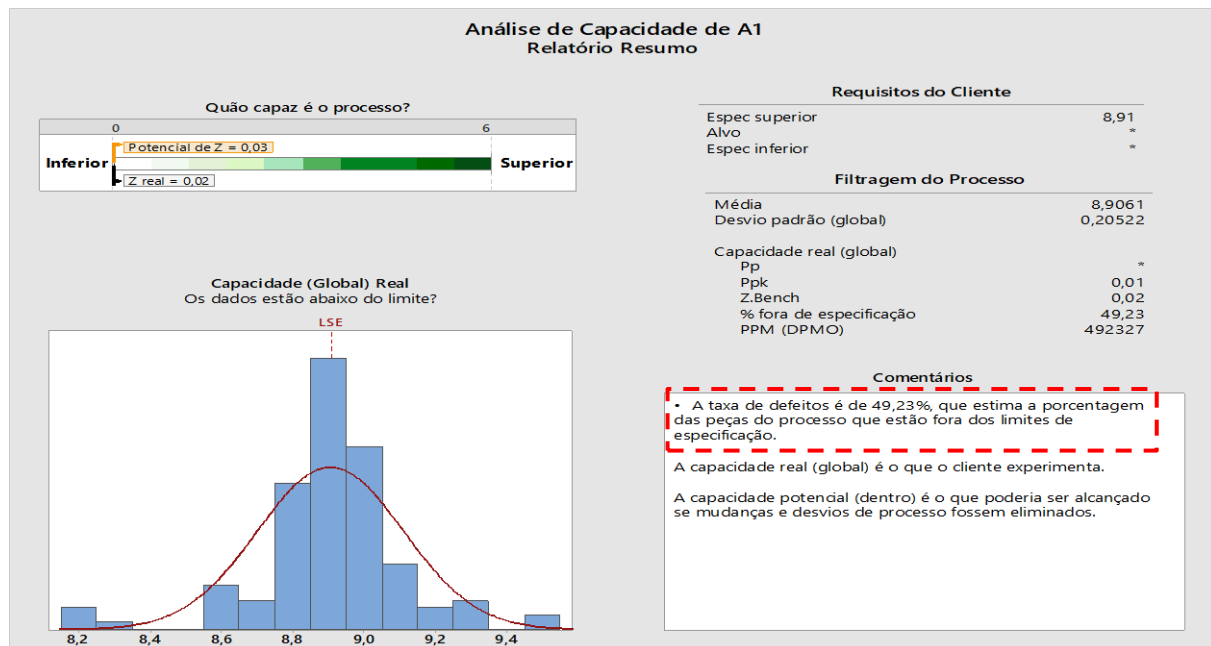 Análise de Capacidade de A1
Relatório Resumo
Quão capaz é o processo?
0 6
Potencial de Z = 0,03
Inferior Superior
Z real = 0,02
Requisitos do Cliente
Espec superior 8,91
Alvo *
Espec inferior *
Filtragem do Processo
Média 8,9061
Desvio padrão (global) 0,20522
Capacidade real (global)
Pp *
Ppk 0,01
Z.Bench 0,02
% fora de especificação 49,23
PPM (DPMO) 492327
Capacidade (Global) Real
Os dados estão abaixo do limite?
LSE
8,2 8,4 8,6 8,8 9,0 9,2 9,4
Comentários
• A taxa de defeitos é de 49,23%, que estima a porcentagem
das peças do processo que estão fora dos limites de
especificação.
A capacidade real (global) é o que o cliente experimenta.
A capacidade potencial (dentro) é o que poderia ser alcançado
se mudanças e desvios de processo fossem eliminados.